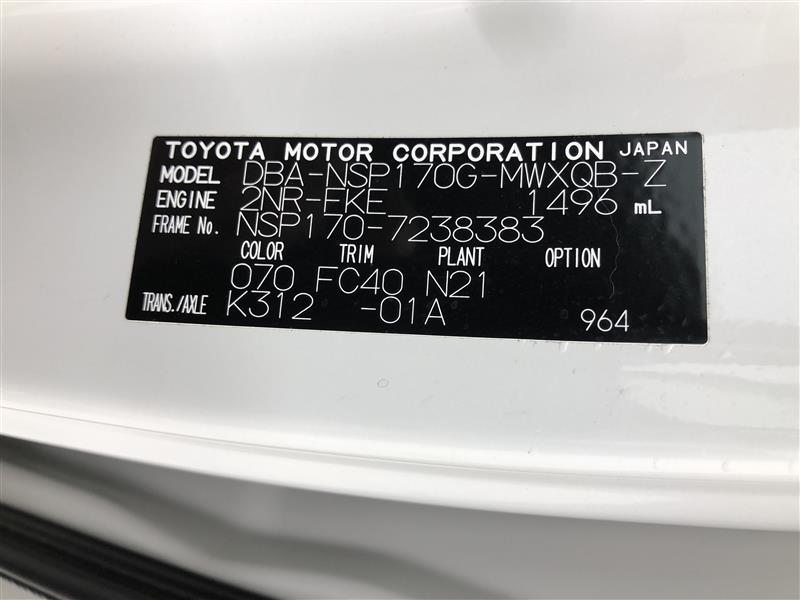 TOYOTA MOTOR CORPORATION JAPAN
MODEL DBA-NSP170G-MWXQB-Z
ENGINE 2NR-FKE 1496 mL
FRAME No. NSP170-7238383
COLOR TRIM PLANT OPTION
070 FC40 N21
TRANS./AXLE K312 -01A 964